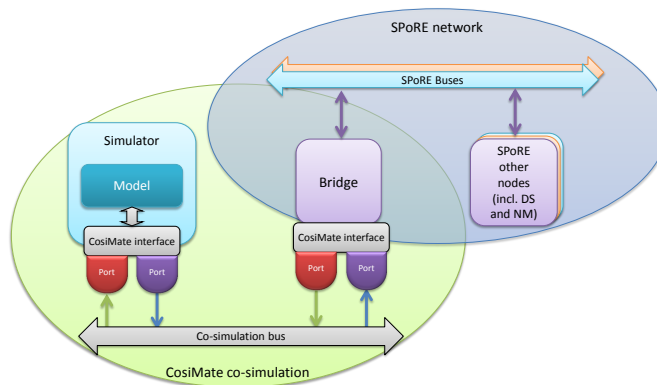 SPoRE network
SPoRE Buses
Simulator
Model
CosiMate interface
Port
Port
Bridge
CosiMate interface
Port
Port
SPoRE
other
nodes
(incl. DS
and NM)
Co-simulation bus
CosiMate co-simulation